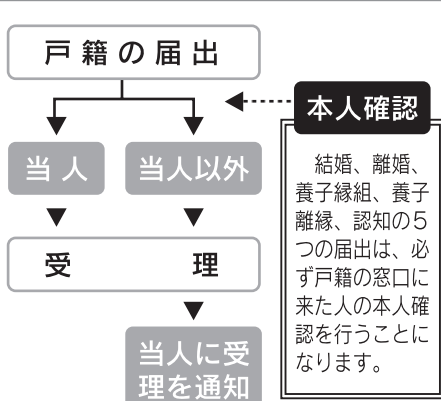 戸籍の届出
本人確認
当人
当人以外
結婚、離婚、
養子縁組、養子
離縁、認知の5
つの届出は、必
ず戸籍の窓口に
来た人の本人確
認を行うことに
なります。
受理
当人に受
理を通知